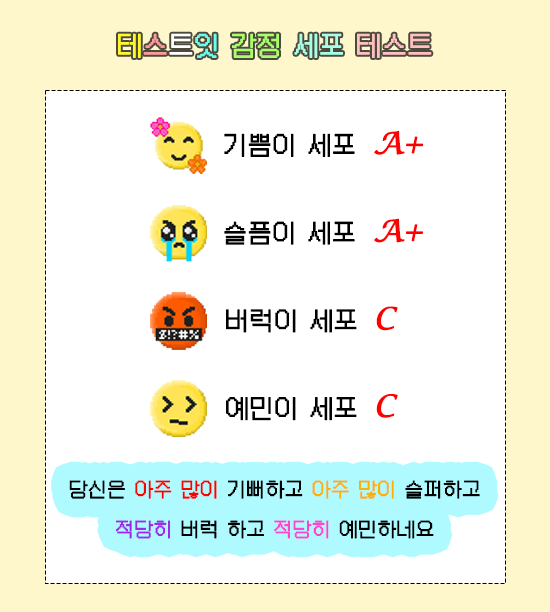 테스트잇 감정 세포 테스트
기쁨이 세포 A+
슬픔이 세포 A+
버럭이 세포 C
$!?#%
예민이 세포 C
당신은 아주 많이 기뻐하고 아주 많이 슬퍼하고
적당히 버럭 하고 적당히 예민하네요